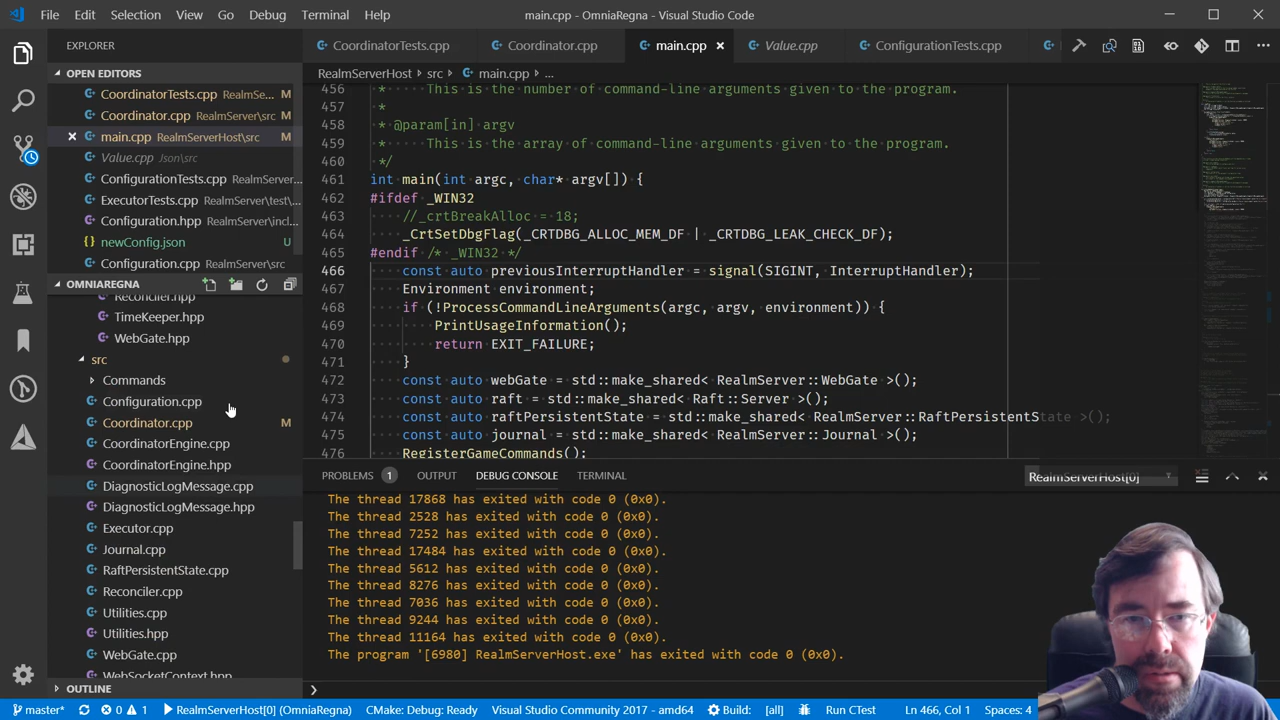 File Edit Selection View Go Debug Terminal Help
main.cpp - OmniaRegna - Visual Studio Code
EXPLORER
CoordinatorTests.cpp Coordinator.cpp main.cpp Value.cpp ConfigurationTests.cpp
OPEN EDITORS
CoordinatorTests.cpp RealmSe... M
Coordinator.cpp RealmServer\src M
main.cpp RealmServerHost\src M
Value.cpp Json\src
ConfigurationTests.cpp RealmServer...
ExecutorTests.cpp RealmServer\test\...
Configuration.hpp RealmServer\incl...
newConfig.json U
Configuration.cpp RealmServer\src
OMNIAREGNA
Reconciler.hpp
TimeKeeper.hpp
WebGate.hpp
src
Commands
Configuration.cpp
Coordinator.cpp M
CoordinatorEngine.cpp
CoordinatorEngine.hpp
DiagnosticLogMessage.cpp
DiagnosticLogMessage.hpp
Executor.cpp
Journal.cpp
RaftPersistentState.cpp
Reconciler.cpp
Utilities.cpp
Utilities.hpp
WebGate.cpp
WebSocketContext.hpp
OUTLINE
RealmServerHost > src > main.cpp > ...
456 * This is the number of command-line arguments given to the program.
457 *
458 * @param[in] argv
459 * This is the array of command-line arguments given to the program.
460 */
461 int main(int argc, char* argv[]) {
462 #ifdef _WIN32
463 //_crtBreakAlloc = 18;
464 _CrtSetDbgFlag(_CRTDBG_ALLOC_MEM_DF | _CRTDBG_LEAK_CHECK_DF);
465 #endif /* _WIN32 */
466 const auto previousInterruptHandler = signal(SIGINT, InterruptHandler);
467 Environment environment;
468 if (!ProcessCommandLineArguments(argc, argv, environment)) {
469 PrintUsageInformation();
470 return EXIT_FAILURE;
471 }
472 const auto webGate = std::make_shared< RealmServer::WebGate >();
473 const auto raft = std::make_shared< Raft::Server >();
474 const auto raftPersistentState = std::make_shared< RealmServer::RaftPersistentState >();
475 const auto journal = std::make_shared< RealmServer::Journal >();
476 RegisterGameCommands();
PROBLEMS 1 OUTPUT DEBUG CONSOLE TERMINAL RealmServerHost[0]
The thread 17868 has exited with code 0 (0x0).
The thread 2528 has exited with code 0 (0x0).
The thread 7252 has exited with code 0 (0x0).
The thread 17484 has exited with code 0 (0x0).
The thread 5612 has exited with code 0 (0x0).
The thread 8276 has exited with code 0 (0x0).
The thread 7036 has exited with code 0 (0x0).
The thread 9244 has exited with code 0 (0x0).
The thread 11164 has exited with code 0 (0x0).
The program '[6980] RealmServerHost.exe' has exited with code 0 (0x0).
master* 0 1 RealmServerHost[0] (OmniaRegna) CMake: Debug: Ready Visual Studio Community 2017 - amd64 Build: [all] Run CTest Ln 466, Col 1 Spaces: 4